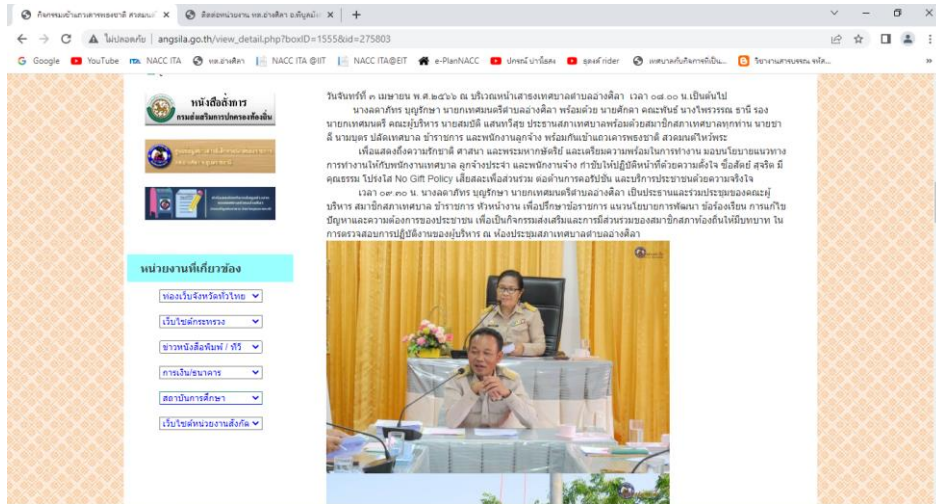 กิจกรรมเข้าแถวเคารพธงชาติ สวดมนต์
ติดต่อหน่วยงาน ทต.อ่างศิลา อ.พิบูลมัง
ไม่ปลอดภัย | angsila.go.th/view_detail.php?boxID=1555&id=275803
Google YouTube NACC ITA ทต.อ่างศิลา NACC ITA @IIT NACC ITA@EIT e-PlanNACC
หนังสือสั่งการ
กรมส่งเสริมการปกครองท้องถิ่น
หน่วยงานที่เกี่ยวข้อง
ท่องเว็บจังหวัดทั่วไทย
เว็บไซต์กระทรวง
ข่าวหนังสือพิมพ์ / ทีวี
การเงิน/ธนาคาร
สถาบันการศึกษา
เว็บไซต์หน่วยงานสังกัด
วันจันทร์ที่ ๓ เมษายน พ.ศ.๒๕๖๖ ณ บริเวณหน้าเสาธงเทศบาลตำบลอ่างศิลา เวลา ๐๘.๐๐ น.เป็นต้นไป
นางลดาภัทร บุญรักษา นายกเทศมนตรีตำบลอ่างศิลา พร้อมด้วย นายศักดา คณะพันธ์ นางไพรวรรณ ธานี รอง
นายกเทศมนตรี คณะผู้บริหาร นายสมบัติ แสนทวีสุข ประธานสภาเทศบาลพร้อมด้วยสมาชิกสภาเทศบาลทุกท่าน นายชา
ลี นามบุตร ปลัดเทศบาล ข้าราชการ และพนักงานลูกจ้าง พร้อมกันเข้าแถวเคารพธงชาติ สวดมนต์ไหว้พระ
เพื่อแสดงถึงความรักชาติ ศาสนา และพระมหากษัตริย์ และเตรียมความพร้อมในการทำงาน มอบนโยบายแนวทาง
การทำงานให้กับพนักงานเทศบาล ลูกจ้างประจำ และพนักงานจ้าง กำชับให้ปฏิบัติหน้าที่ด้วยความตั้งใจ ซื่อสัตย์ สุจริต มี
คุณธรรม โปร่งใส No Gift Policy เสียสละเพื่อส่วนรวม ต่อต้านการคอรัปชั่น และบริการประชาชนด้วยความจริงใจ
เวลา ๐๙.๓๐ น. นางลดาภัทร บุญรักษา นายกเทศมนตรีตำบลอ่างศิลา เป็นประธานและร่วมประชุมของคณะผู้
บริหาร สมาชิกสภาเทศบาล ข้าราชการ หัวหน้างาน เพื่อปรึกษาข้อราชการ แนวนโยบายการพัฒนา ข้อร้องเรียน การแก้ไข
ปัญหาและความต้องการของประชาชน เพื่อเป็นกิจกรรมส่งเสริมและการมีส่วนรวมของสมาชิกสภาท้องถิ่นให้มีบทบาท ใน
การตรวจสอบการปฏิบัติงานของผู้บริหาร ณ ห้องประชุมสภาเทศบาลตำบลอ่างศิลา